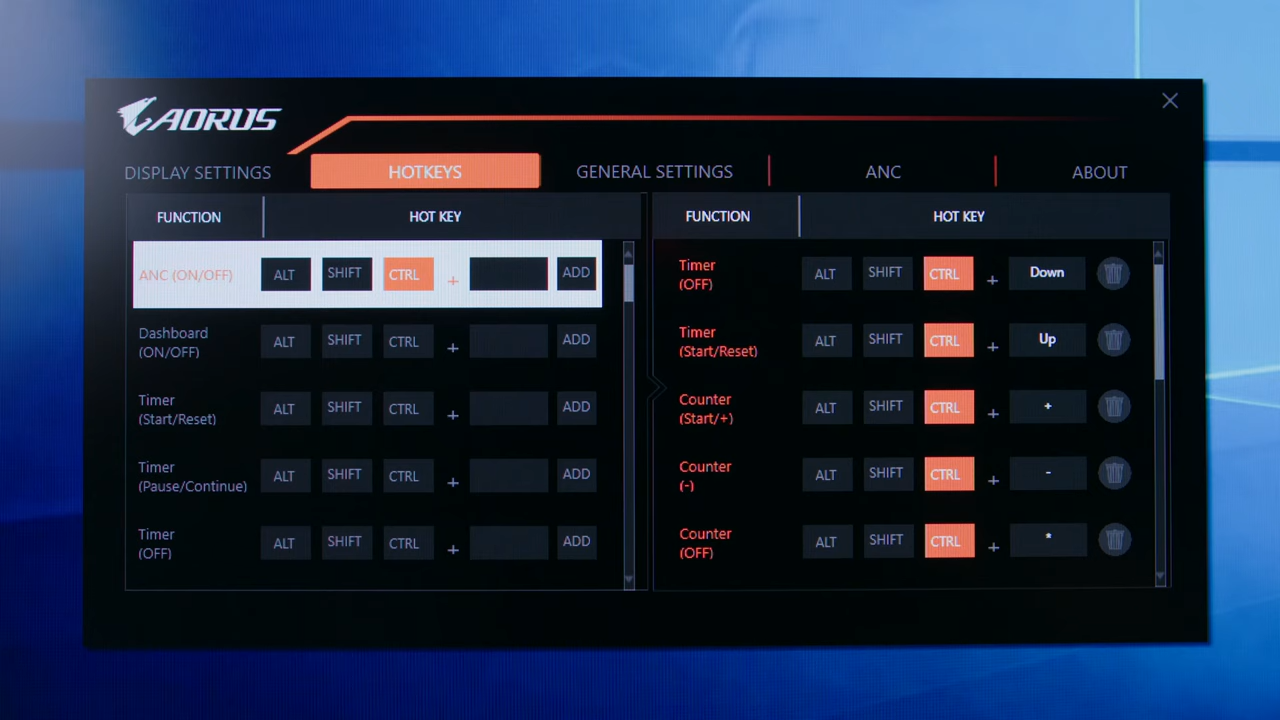 AORUS
DISPLAY SETTINGS HOTKEYS GENERAL SETTINGS ANC ABOUT
FUNCTION HOT KEY
ANC (ON/OFF) ALT SHIFT CTRL + ADD
Dashboard
(ON/OFF) ALT SHIFT CTRL + ADD
Timer
(Start/Reset) ALT SHIFT CTRL + ADD
Timer
(Pause/Continue) ALT SHIFT CTRL + ADD
Timer
(OFF) ALT SHIFT CTRL + ADD
FUNCTION HOT KEY
Timer
(OFF) ALT SHIFT CTRL + Down
Timer
(Start/Reset) ALT SHIFT CTRL + Up
Counter
(Start/+) ALT SHIFT CTRL + +
Counter
(-) ALT SHIFT CTRL + -
Counter
(OFF) ALT SHIFT CTRL + *